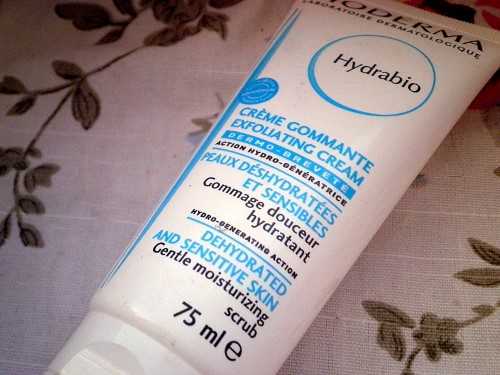 ODERMA
LABORATOIRE DERMATOLOGIQUE
Hydrabio
CRÈME GOMMANTE
EXFOLIATING CREAM
DERMO-BREVETÉ
ACTION HYDRO-GÉNÉRATRICE
PEAUX DÉSHYDRATÉES
ET SENSIBLES
Gommage douceur
hydratant
HYDRO-GENERATING ACTION
DEHYDRATED
AND SENSITIVE SKIN
Gentle moisturizing
scrub
75 ml e